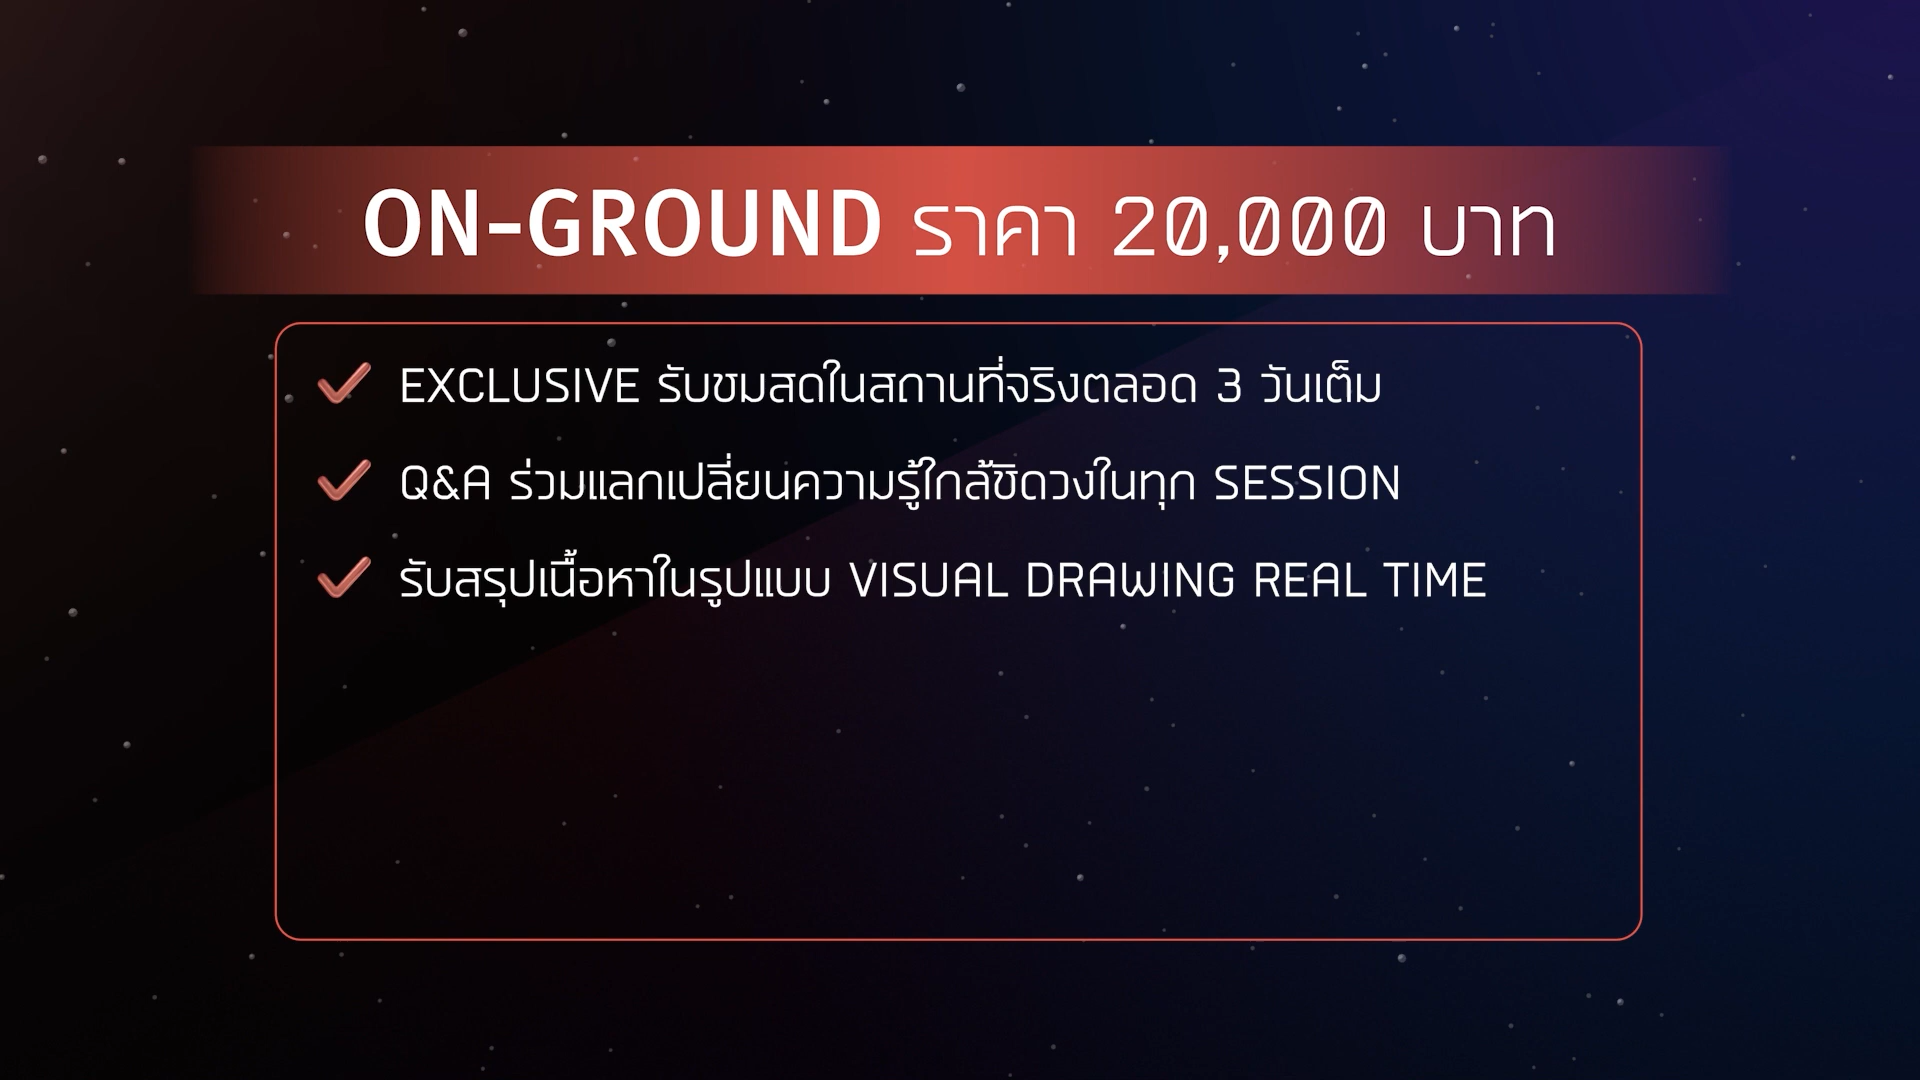 ON-GROUND ราคา 20,000 บาท
EXCLUSIVE รับชมสดในสถานที่จริงตลอด 3 วันเต็ม
Q&A ร่วมแลกเปลี่ยนความรู้ใกล้ชิดวงในทุก SESSION
รับสรุปเนื้อหาในรูปแบบ VISUAL DRAWING REAL TIME